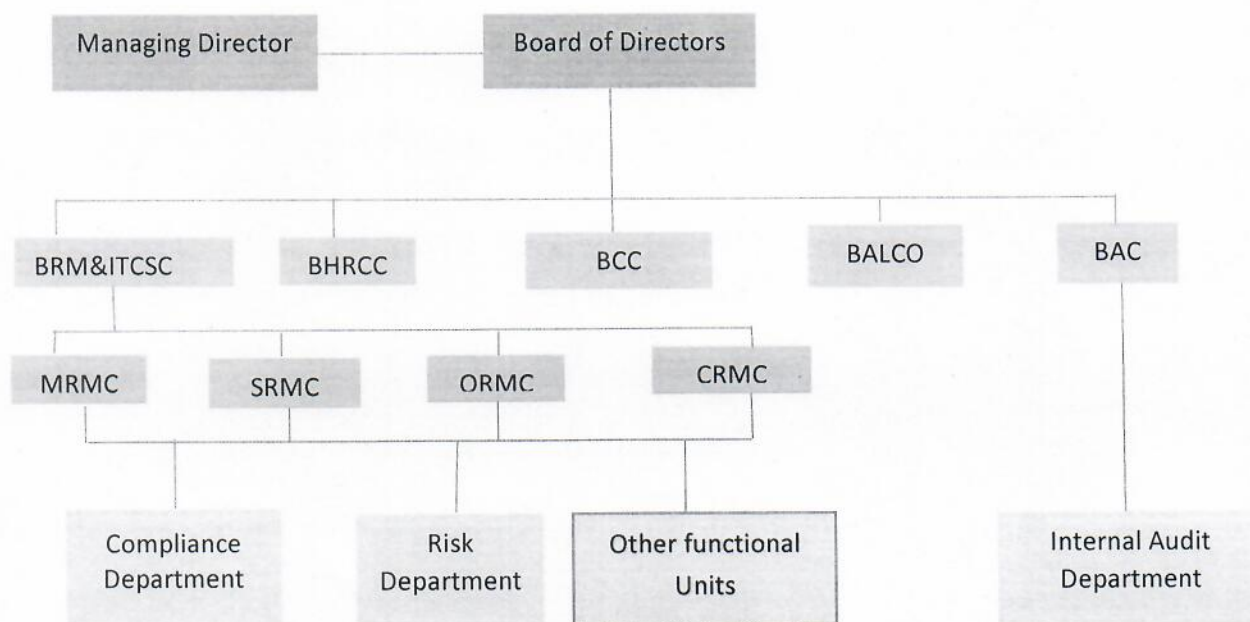 Managing Director
Board of Directors
BRM&ITCSC
BHRCC
BCC
BALCO
BAC
MRMC
SRMC
ORMC
CRMC
Compliance
Department
Risk
Department
Other functional
Units
Internal Audit
Department